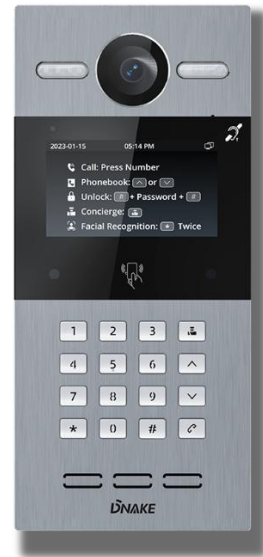 2023-01-15 05:14 PM
Call: Press Number
Phonebook: or
Unlock: # + Password + #
Concierge:
Facial Recognition: * Twice
1 2 3
4 5 6
7 8 9
* 0 #
DNAKE